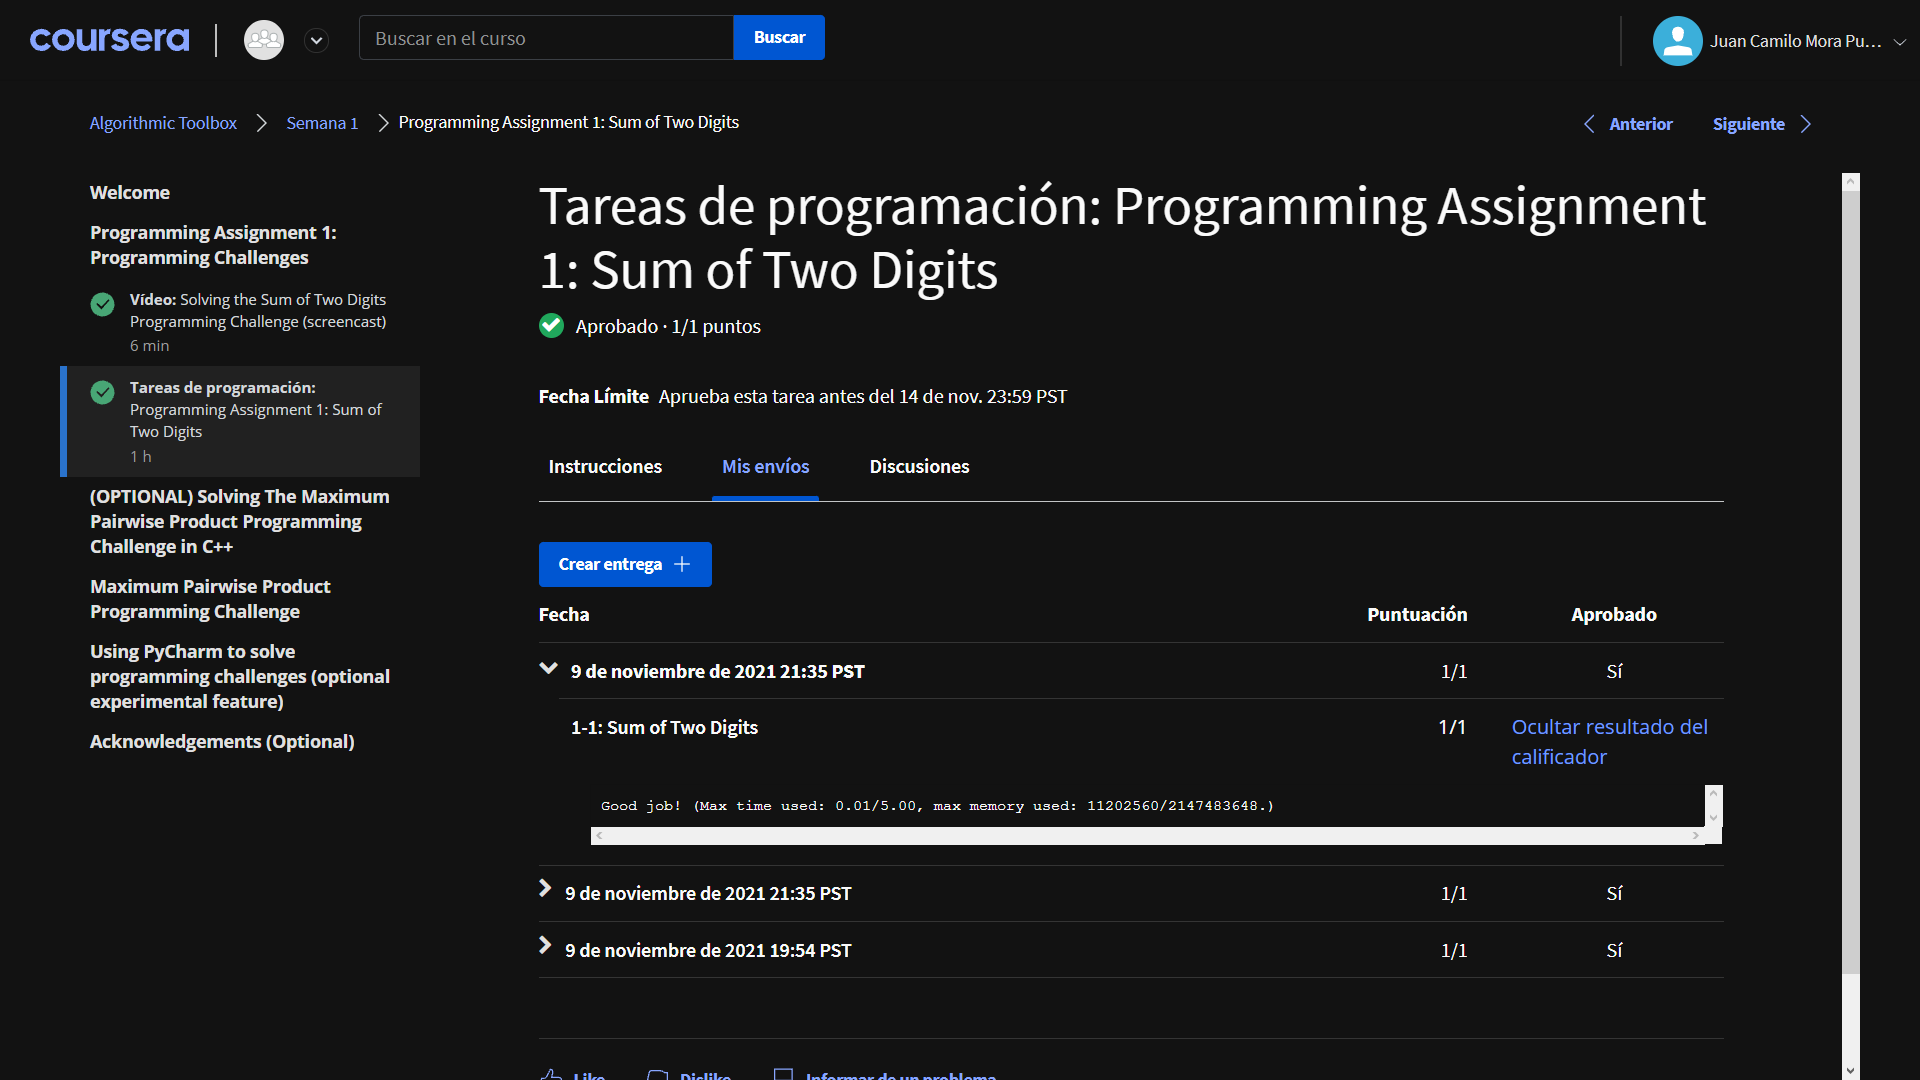 coursera
Buscar en el curso
Buscar
Juan Camilo Mora Pu...
Algorithmic Toolbox
Semana 1
Programming Assignment 1: Sum of Two Digits
Anterior
Siguiente
Welcome
Programming Assignment 1:
Programming Challenges
Vídeo: Solving the Sum of Two Digits
Programming Challenge (screencast)
6 min
Tareas de programación:
Programming Assignment 1: Sum of
Two Digits
1 h
(OPTIONAL) Solving The Maximum
Pairwise Product Programming
Challenge in C++
Maximum Pairwise Product
Programming Challenge
Using PyCharm to solve
programming challenges (optional
experimental feature)
Acknowledgements (Optional)
Tareas de programación: Programming Assignment
1: Sum of Two Digits
Aprobado · 1/1 puntos
Fecha Límite Aprueba esta tarea antes del 14 de nov. 23:59 PST
Instrucciones
Mis envíos
Discusiones
Crear entrega
Fecha Puntuación Aprobado
9 de noviembre de 2021 21:35 PST 1/1 Sí
1-1: Sum of Two Digits 1/1 Ocultar resultado del
calificador
Good job! (Max time used: 0.01/5.00, max memory used: 11202560/2147483648.)
9 de noviembre de 2021 21:35 PST 1/1 Sí
9 de noviembre de 2021 19:54 PST 1/1 Sí
Like
Dislike
Informar de un problema